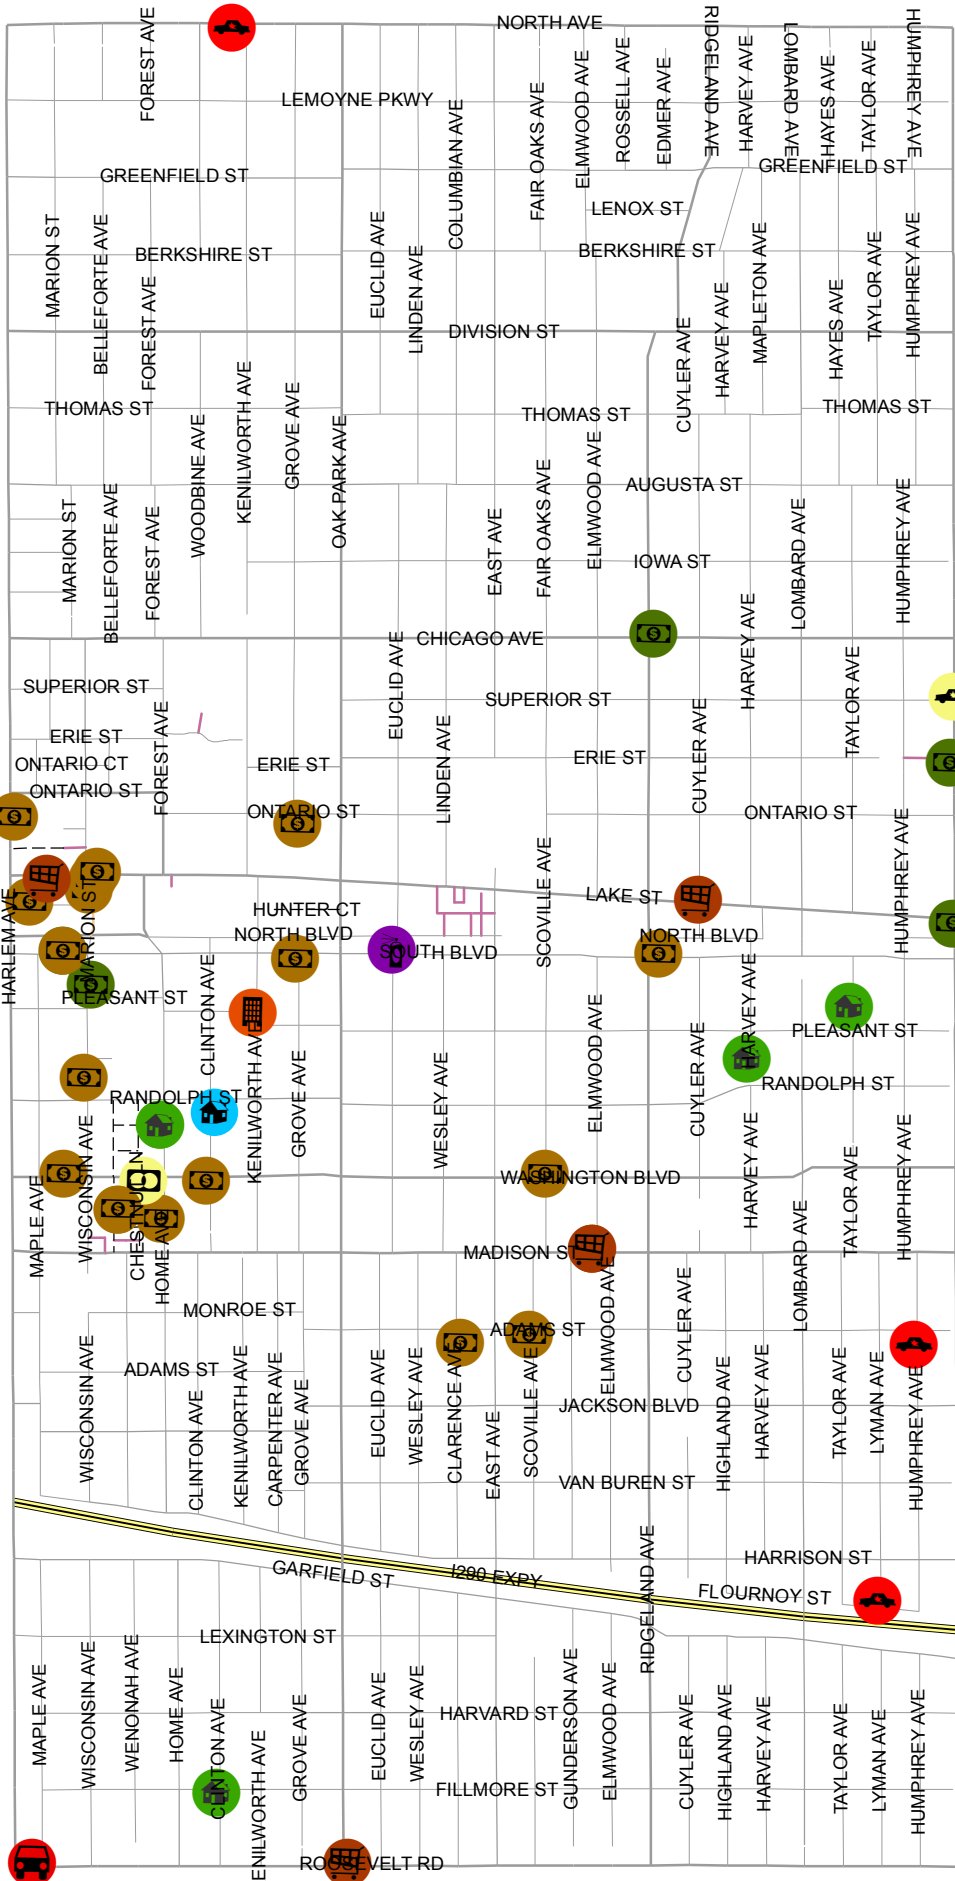 NORTH AVE
FOREST AVE
RIDGELAND AVE
HARVEY AVE
LOMBARD AVE
HAYES AVE
TAYLOR AVE
HUMPHREY AVE
ELMWOOD AVE
ROSSELL AVE
EDMER AVE
FAIR OAKS AVE
COLUMBIAN AVE
LEMOYNE PKWY
GREENFIELD ST
GREENFIELD ST
LENOX ST
BERKSHIRE ST
BERKSHIRE ST
MARION ST
BELLEFORTE AVE
FOREST AVE
EUCLID AVE
LINDEN AVE
CUYLER AVE
HARVEY AVE
MAPLETON AVE
HAYES AVE
TAYLOR AVE
HUMPHREY AVE
DIVISION ST
THOMAS ST
THOMAS ST
THOMAS ST
WOODBINE AVE
KENILWORTH AVE
GROVE AVE
OAK PARK AVE
AUGUSTA ST
MARION ST
BELLEFORTE AVE
FOREST AVE
EAST AVE
FAIR OAKS AVE
ELMWOOD AVE
LOMBARD AVE
HUMPHREY AVE
IOWA ST
HARVEY AVE
CHICAGO AVE
EUCLID AVE
SUPERIOR ST
SUPERIOR ST
TAYLOR AVE
ERIE ST
FOREST AVE
LINDEN AVE
CUYLER AVE
ONTARIO CT
ERIE ST
ERIE ST
ONTARIO ST
ONTARIO ST
ONTARIO ST
SCOVILLE AVE
HUMPHREY AVE
LAKE ST
HARLEM AVE
MARION ST
HUNTER CT
NORTH BLVD
NORTH BLVD
SOUTH BLVD
CLINTON AVE
HARVEY AVE
PLEASANT ST
PLEASANT ST
KENILWORTH AVE
GROVE AVE
WESLEY AVE
ELMWOOD AVE
CUYLER AVE
RANDOLPH ST
RANDOLPH ST
WISCONSIN AVE
HARVEY AVE
TAYLOR AVE
HUMPHREY AVE
MAPLE AVE
CHESTNUT LN
HOME AVE
WASHINGTON BLVD
LOMBARD AVE
MADISON ST
ELMWOOD AVE
CUYLER AVE
MONROE ST
ADAMS ST
ADAMS ST
WISCONSIN AVE
CLINTON AVE
KENILWORTH AVE
CARPENTER AVE
GROVE AVE
EUCLID AVE
WESLEY AVE
CLARENCE AVE
EAST AVE
SCOVILLE AVE
HIGHLAND AVE
HARVEY AVE
TAYLOR AVE
LYMAN AVE
HUMPHREY AVE
JACKSON BLVD
VAN BUREN ST
HARRISON ST
RIDGELAND AVE
GARFIELD ST
I290 EXPY
FLOURNOY ST
LEXINGTON ST
MAPLE AVE
WISCONSIN AVE
WENONAH AVE
HOME AVE
CLINTON AVE
ENILWORTH AVE
GROVE AVE
EUCLID AVE
WESLEY AVE
HARVARD ST
GUNDERSON AVE
ELMWOOD AVE
CUYLER AVE
HIGHLAND AVE
HARVEY AVE
TAYLOR AVE
LYMAN AVE
HUMPHREY AVE
FILLMORE ST
ROOSEVELT RD